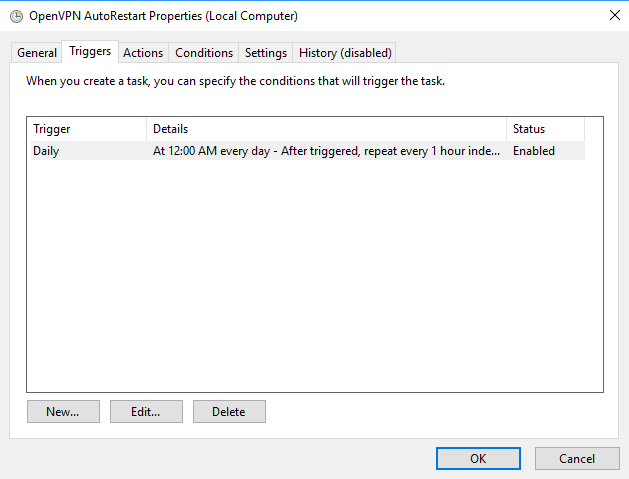 OpenVPN AutoRestart Properties (Local Computer)
General Triggers Actions Conditions Settings History (disabled)
When you create a task, you can specify the conditions that will trigger the task.
Trigger Details Status
Daily At 12:00 AM every day - After triggered, repeat every 1 hour inde... Enabled
New... Edit... Delete
OK Cancel